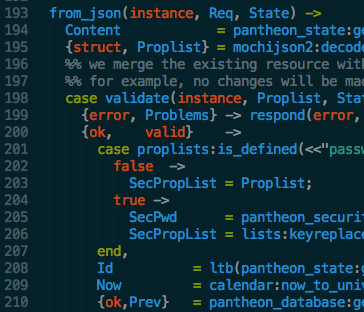 193 from_json(instance, Req, State) ->
194 Content = pantheon_state:ge
195 {struct, Proplist} = mochijson2:decode
196 %% we merge the existing resource with
197 %% for example, no changes will be mad
198 case validate(instance, Proplist, Stat
199 {error, Problems} -> respond(error,
200 {ok, valid} ->
201 case proplists:is_defined(<<"passw
202 false ->
203 SecPropList = Proplist;
204 true ->
205 SecPwd = pantheon_securit
206 SecPropList = lists:keyreplace
207 end,
208 Id = ltb(pantheon_state:g
209 Now = calendar:now_to_univ
210 {ok,Prev} = pantheon_database:ge